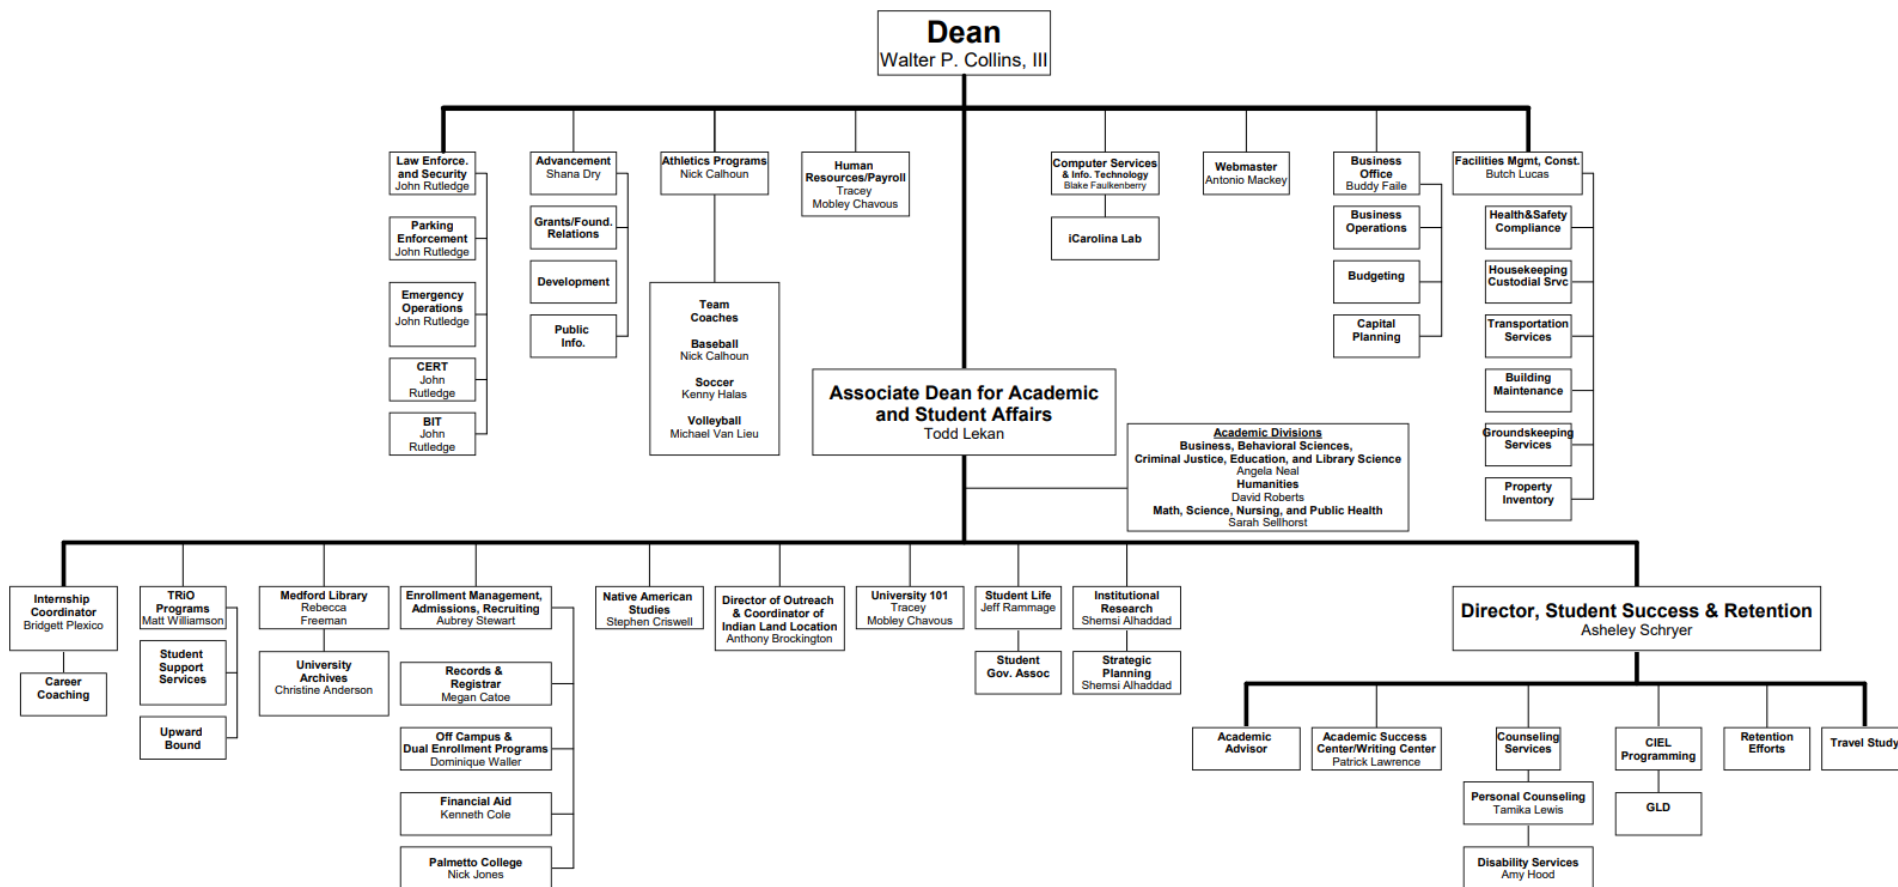 Dean
Walter P. Collins, III
Law Enforce.
and Security
John Rutledge
Parking
Enforcement
John Rutledge
Emergency
Operations
John Rutledge
CERT
John
Rutledge
BIT
John
Rutledge
Advancement
Shana Dry
Grants/Found.
Relations
Development
Public
Info.
Athletics Programs
Nick Calhoun
Team
Coaches
Baseball
Nick Calhoun
Soccer
Kenny Halas
Volleyball
Michael Van Lieu
Human
Resources/Payroll
Tracey
Mobley Chavous
Computer Services
& Info. Technology
Blake Faulkenberry
iCarolina Lab
Webmaster
Antonio Mackey
Business
Office
Buddy Faile
Business
Operations
Budgeting
Capital
Planning
Facilities Mgmt, Const.
Butch Lucas
Health&Safety
Compliance
Housekeeping
Custodial Srvc
Transportation
Services
Building
Maintenance
Groundskeeping
Services
Property
Inventory
Associate Dean for Academic
and Student Affairs
Todd Lekan
Academic Divisions
Business, Behavioral Sciences,
Criminal Justice, Education, and Library Science
Angela Neal
Humanities
David Roberts
Math, Science, Nursing, and Public Health
Sarah Sellhorst
Internship
Coordinator
Bridgett Plexico
Career
Coaching
TRiO
Programs
Matt Williamson
Student
Support
Services
Upward
Bound
Medford Library
Rebecca
Freeman
University
Archives
Christine Anderson
Enrollment Management,
Admissions, Recruiting
Aubrey Stewart
Records &
Registrar
Megan Catoe
Off Campus &
Dual Enrollment Programs
Dominique Waller
Financial Aid
Kenneth Cole
Palmetto College
Nick Jones
Native American
Studies
Stephen Criswell
Director of Outreach
& Coordinator of
Indian Land Location
Anthony Brockington
University 101
Tracey
Mobley Chavous
Student Life
Jeff Rammage
Student
Gov. Assoc
Institutional
Research
Shemsi Alhaddad
Strategic
Planning
Shemsi Alhaddad
Director, Student Success & Retention
Asheley Schryer
Academic
Advisor
Academic Success
Center/Writing Center
Patrick Lawrence
Counseling
Services
Personal Counseling
Tamika Lewis
Disability Services
Amy Hood
CIEL
Programming
GLD
Retention
Efforts
Travel Study